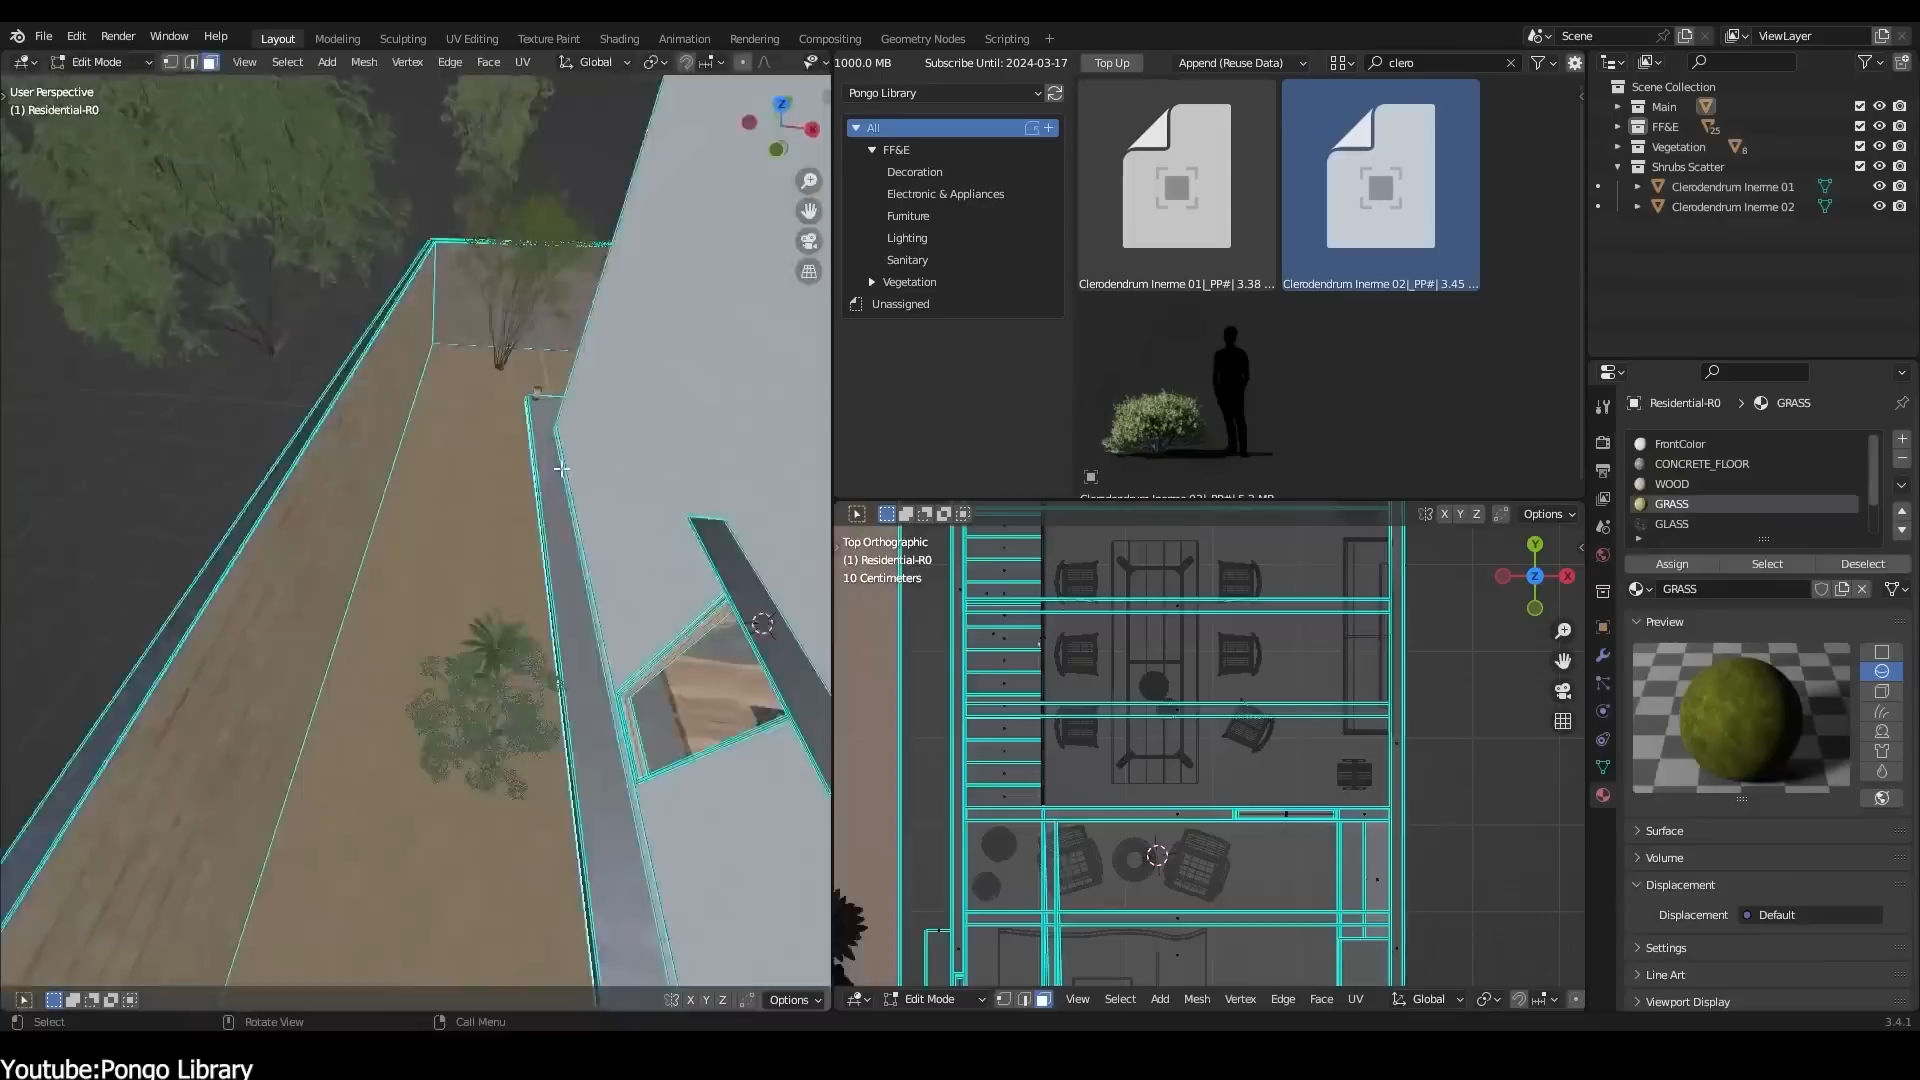 File Edit Render Window Help Layout Modeling Sculpting UV Editing Texture Paint Shading Animation Rendering Compositing Geometry Nodes Scripting + Scene ViewLayer
Edit Mode View Select Add Mesh Vertex Edge Face UV Global
1000.0 MB Subscribe Until: 2024-03-17 Top Up Append (Reuse Data) clero
User Perspective
(1) Residential-R0
Z
X
Pongo Library
All
FF&E
Decoration
Electronic & Appliances
Furniture
Lighting
Sanitary
Vegetation
Unassigned
Clerodendrum Inerme 01|_PP#| 3.38 ...
Clerodendrum Inerme 02|_PP#| 3.45 ...
Scene Collection
Main
FF&E 25
Vegetation 8
Shrubs Scatter
Clerodendrum Inerme 01
Clerodendrum Inerme 02
Residential-R0 > GRASS
FrontColor
CONCRETE_FLOOR
WOOD
GRASS
GLASS
Assign Select Deselect
GRASS
Preview
Surface
Volume
Displacement
Displacement Default
Settings
Line Art
Viewport Display
X Y Z Options
Top Orthographic
(1) Residential-R0
10 Centimeters
Y
Z X
X Y Z Options
Edit Mode View Select Add Mesh Vertex Edge Face UV Global
Select Rotate View Call Menu 3.4.1
Youtube:Pongo Library